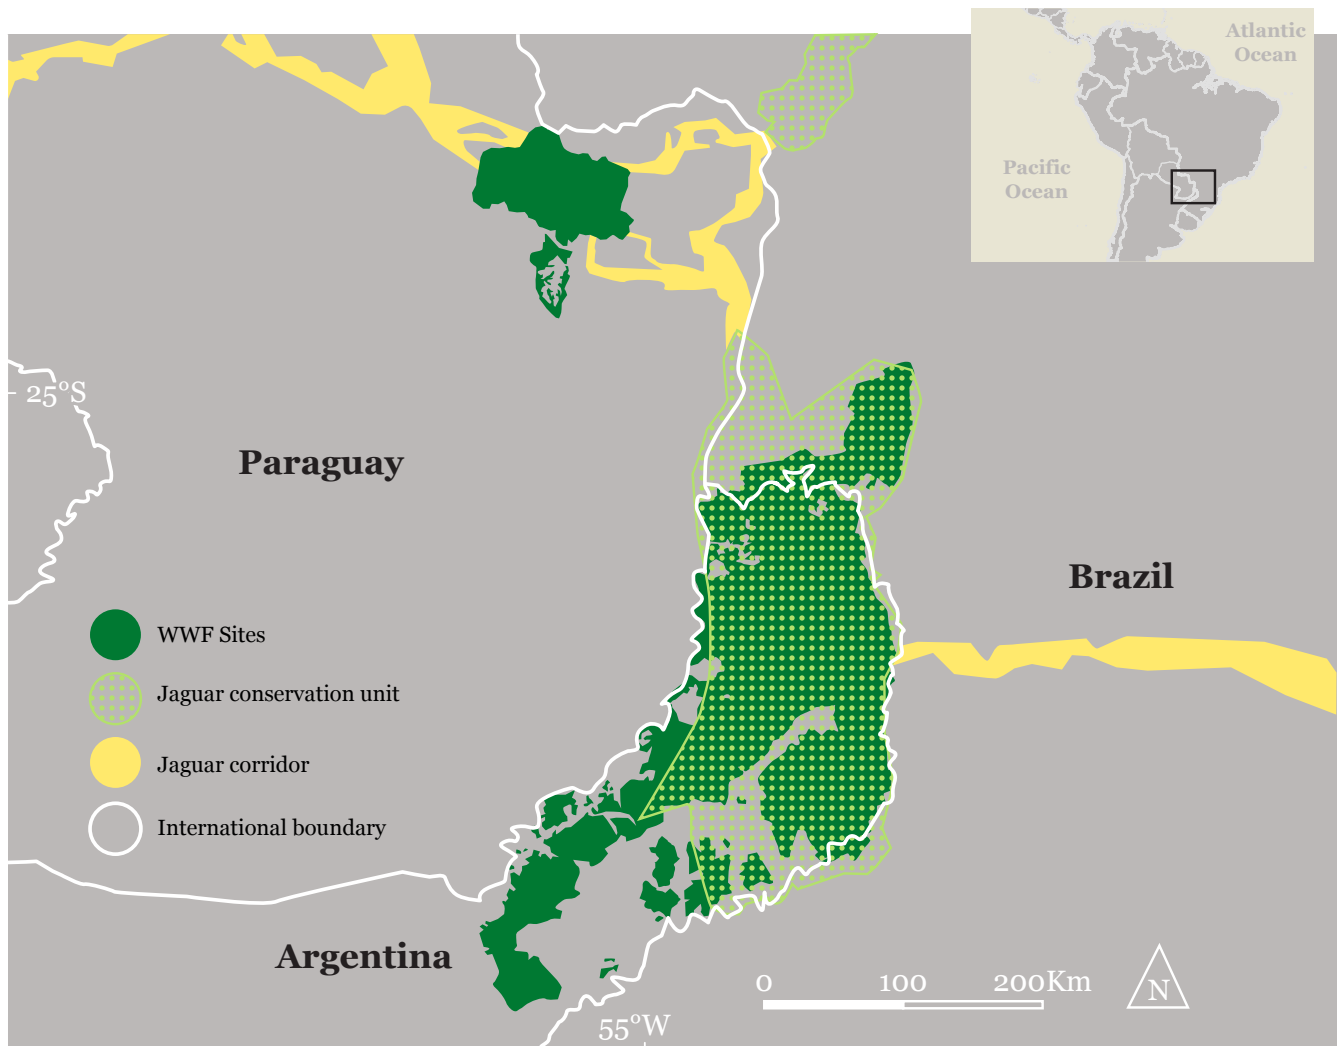 Atlantic
Ocean
Pacific
Ocean
25°S
Paraguay
Brazil
WWF Sites
Jaguar conservation unit
Jaguar corridor
International boundary
Argentina
0 100 200Km
N
55°W